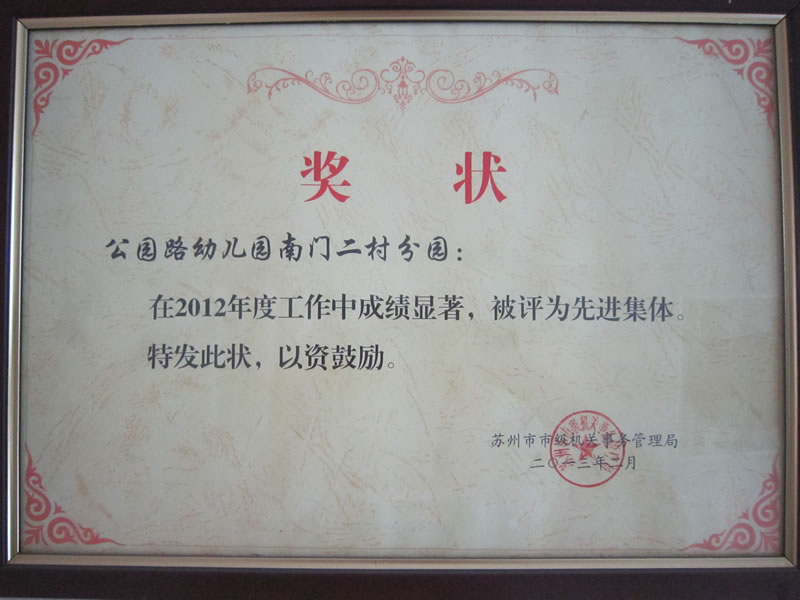 奖状
公园路幼儿园南门二村分园：
在2012年度工作中成绩显著，被评为先进集体。
特发此状，以资鼓励。
苏州市市级机关事务管理局
二〇一三年二月